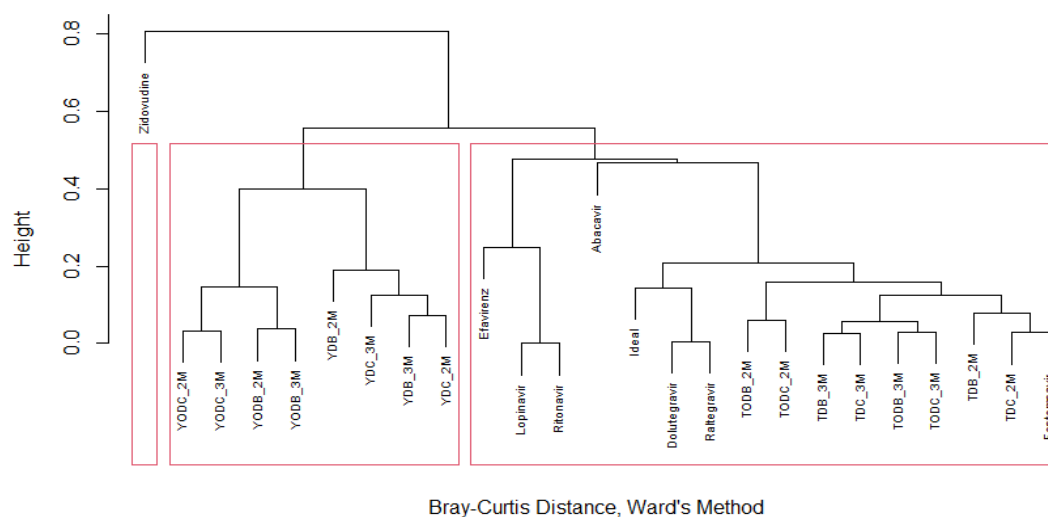 0.8
0.6
0.4
0.2
0.0
Height
Zidovudine
YODC_2M
YODC_3M
YODB_2M
YODB_3M
YDB_2M
YDC_3M
YDB_3M
YDC_2M
Efavirenz
Lopinavir
Ritonavir
Abacavir
Ideal
Dolutegravir
Raltegravir
TODB_2M
TODC_2M
TDB_3M
TDC_3M
TODB_3M
TODC_3M
TDB_2M
TDC_2M
Bray-Curtis Distance, Ward's Method